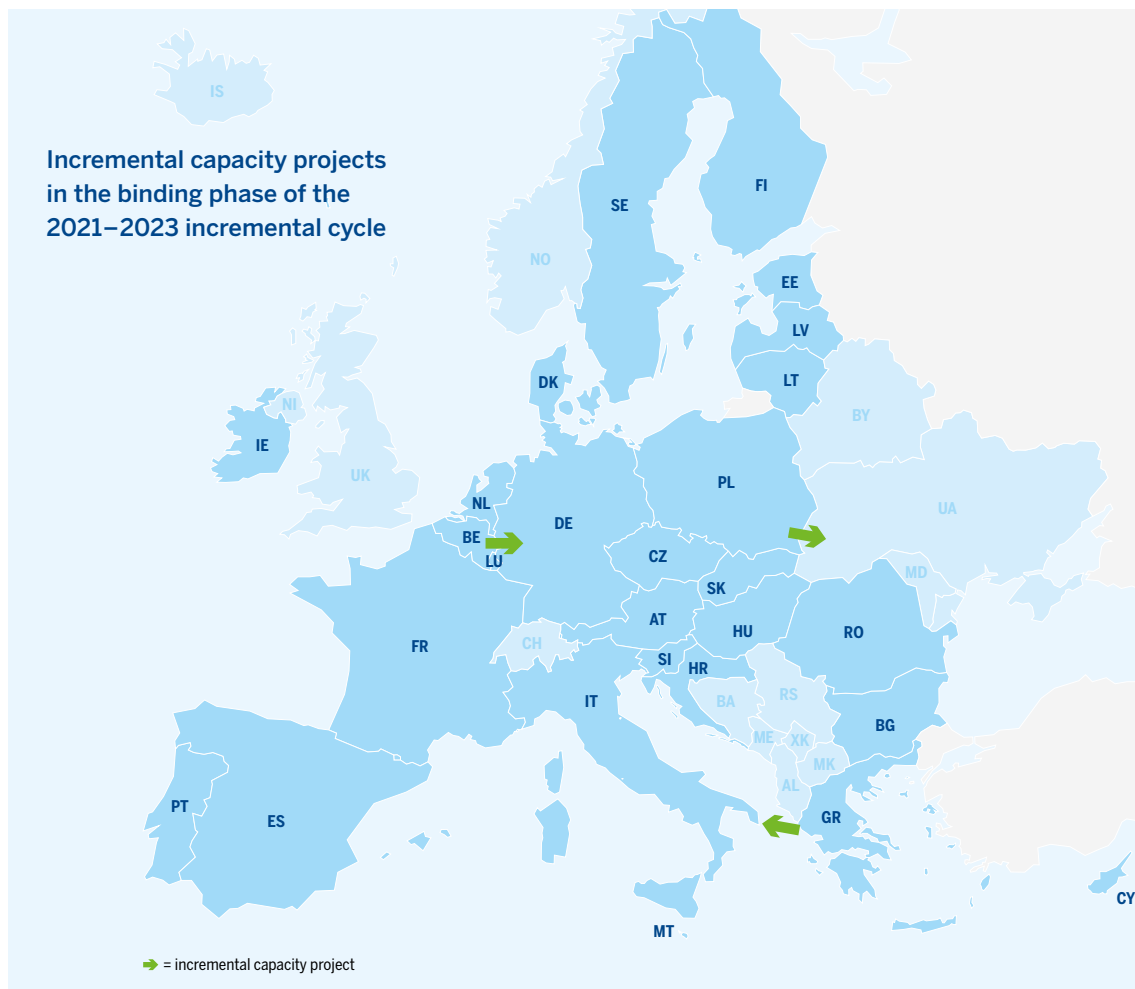 IS
Incremental capacity projects
in the binding phase of the
2021–2023 incremental cycle
FI
SE
NO
EE
LV
LT
DK
NI
BY
IE
UK
PL
NL
UA
DE
BE
CZ
LU
MD
SK
AT
HU
RO
FR
CH
SI
HR
IT
BA
RS
BG
ME
XK
MK
AL
PT
GR
ES
CY
MT
= incremental capacity project